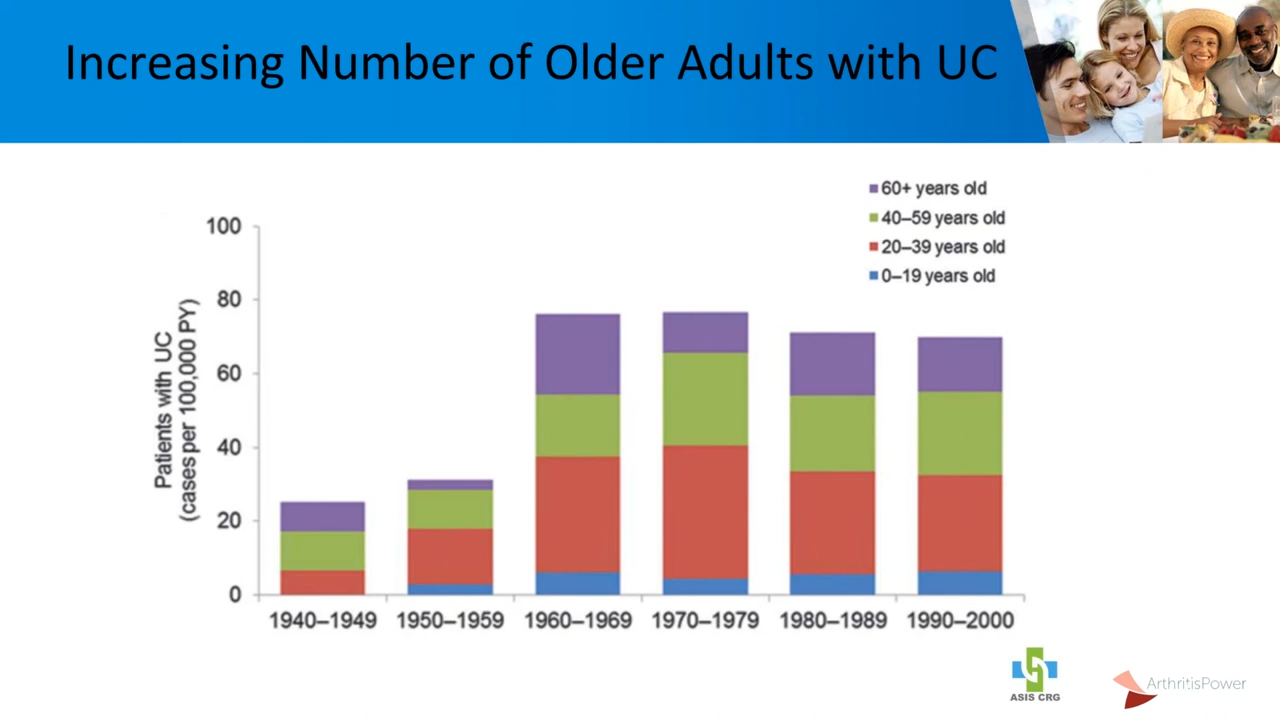 Increasing Number of Older Adults with UC
60+ years old
40–59 years old
20–39 years old
0–19 years old
Patients with UC
(cases per 100,000 PY)
100
80
60
40
20
0
1940–1949 1950–1959 1960–1969 1970–1979 1980–1989 1990–2000
ASIS CRG
ArthritisPower